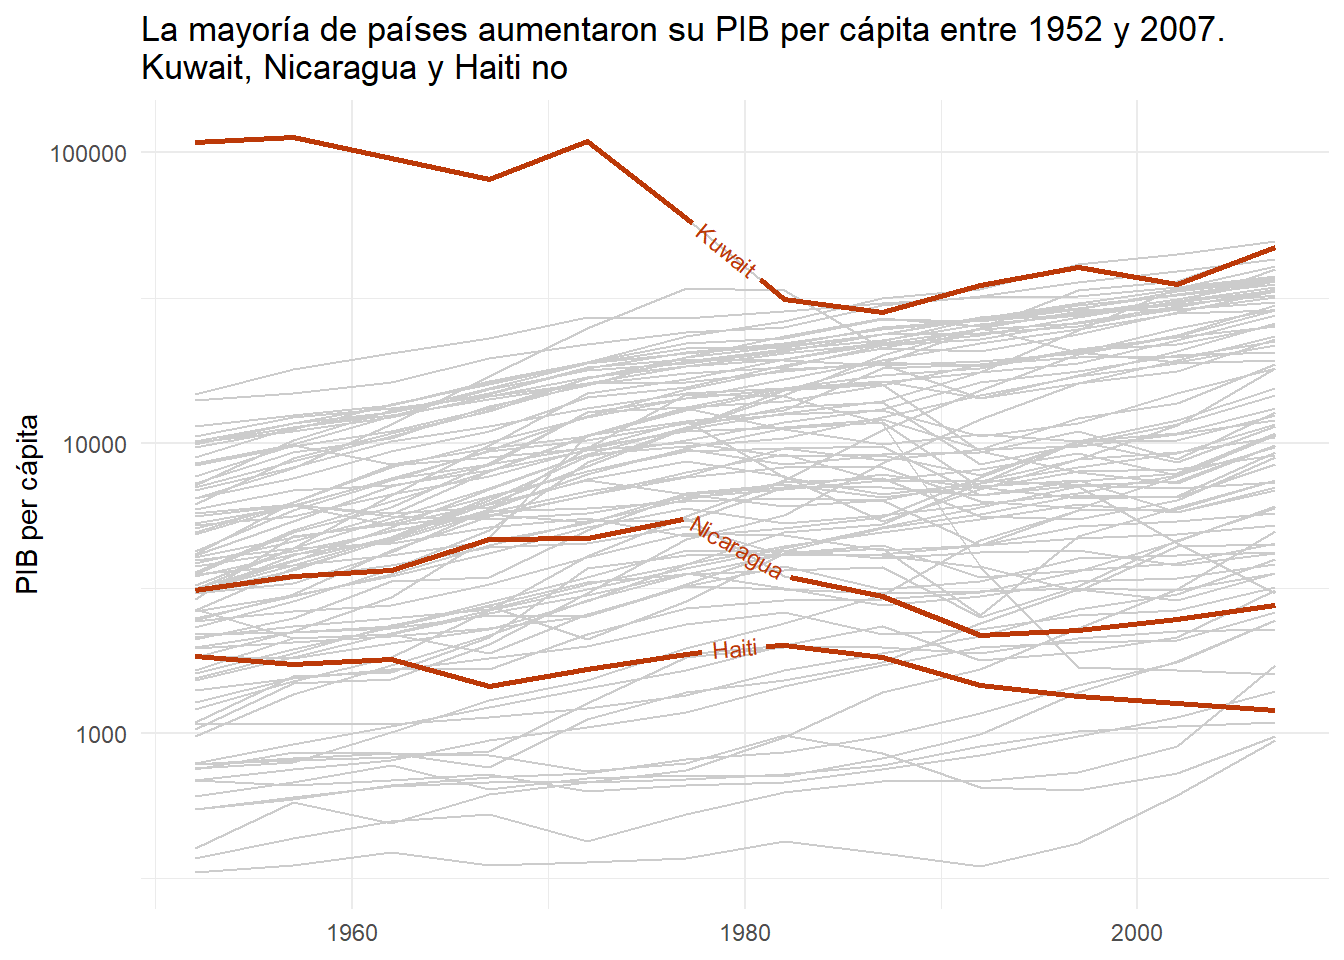 La mayoría de países aumentaron su PIB per cápita entre 1952 y 2007.
Kuwait, Nicaragua y Haiti no
PIB per cápita
100000
10000
1000
Kuwait
Nicaragua
Haiti
1960
1980
2000